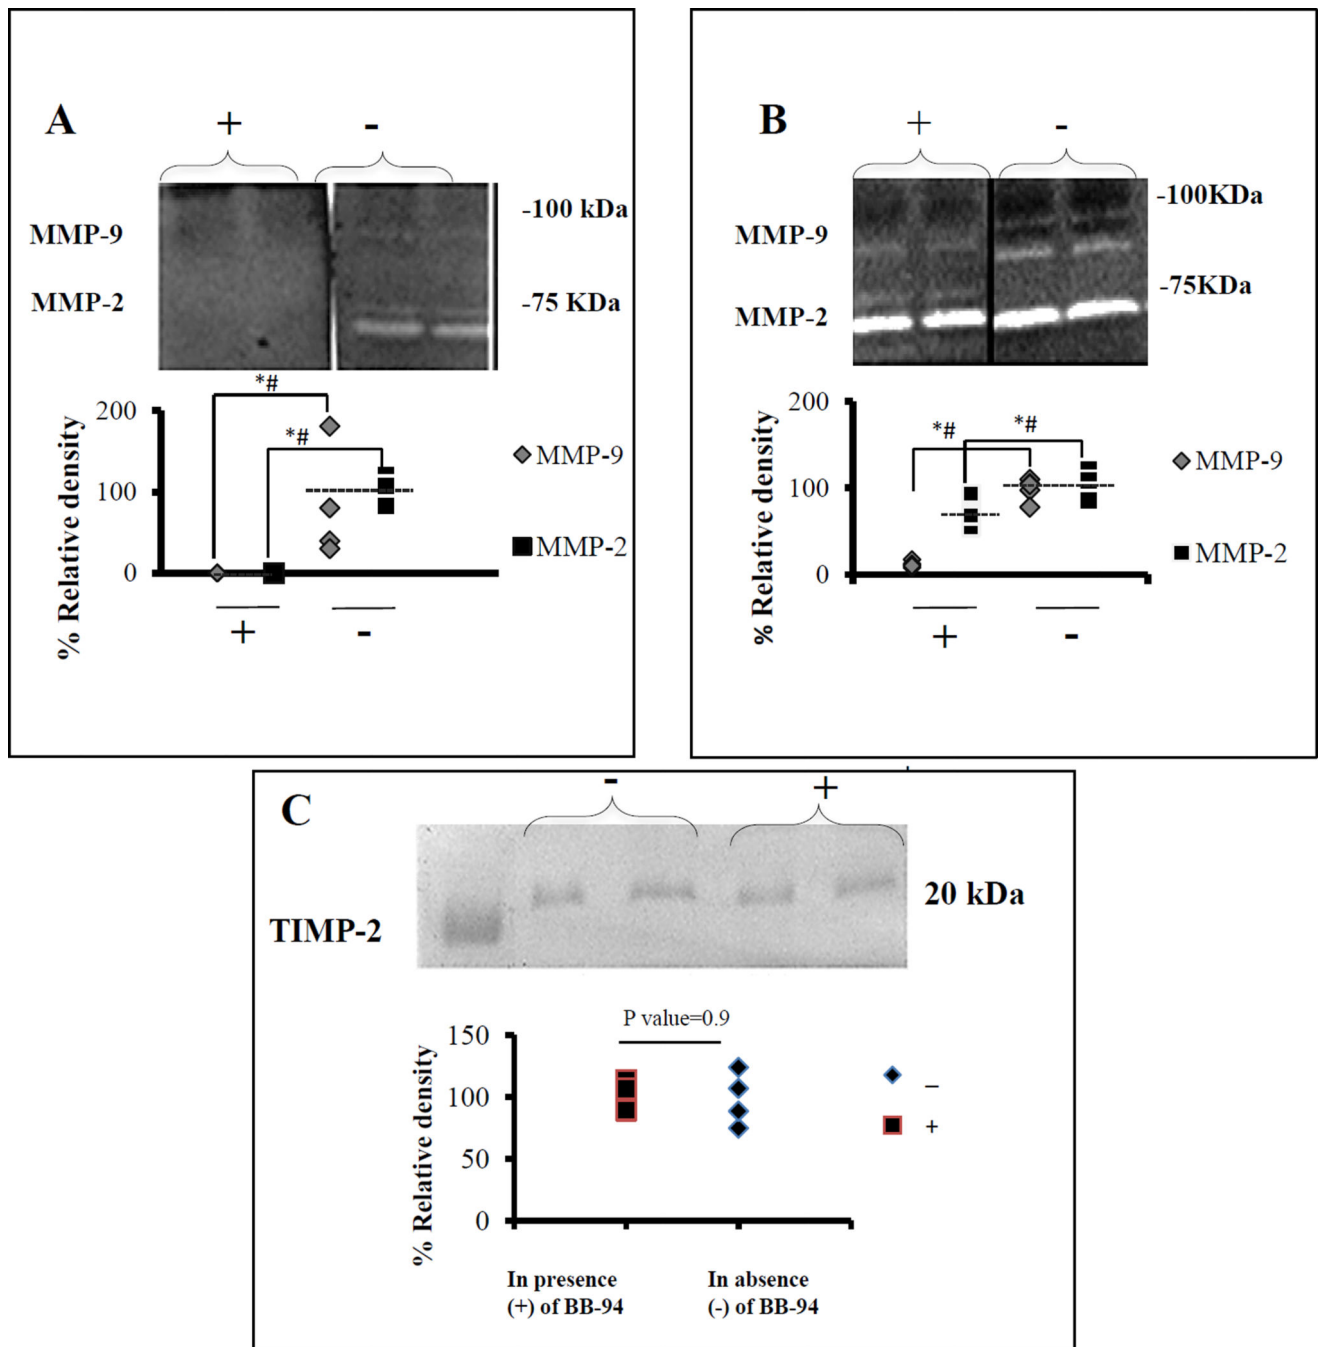 A
+ -
-100 kDa
MMP-9
MMP-2
-75 KDa
*#
*#
200
100
0
% Relative density
MMP-9
MMP-2
+ -
B
+ -
-100KDa
MMP-9
-75KDa
MMP-2
*#
*#
200
100
0
% Relative density
MMP-9
MMP-2
+ -
C
- +
20 kDa
TIMP-2
P value=0.9
150
100
50
0
% Relative density
–
+
In presence
(+) of BB-94
In absence
(-) of BB-94